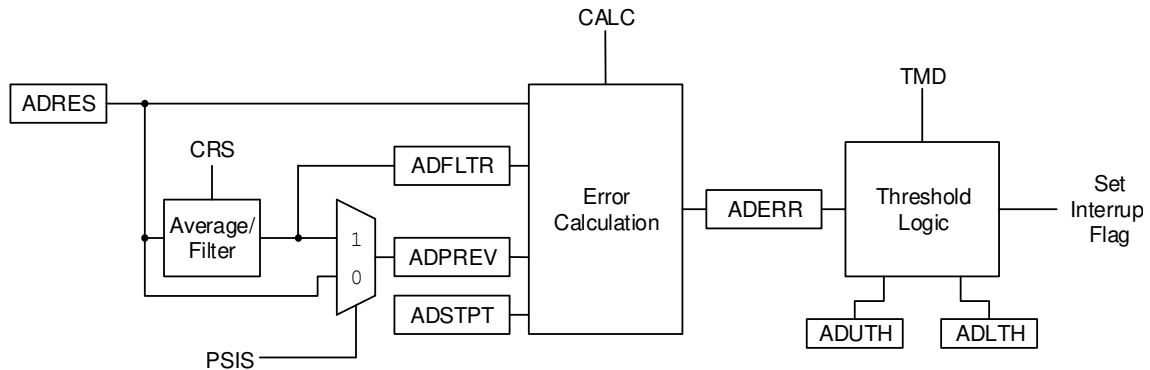 CALC
TMD
ADRES
CRS
ADFLTR
Average/
Filter
1
0
ADPREV
ADSTPT
PSIS
Error
Calculation
ADERR
Threshold
Logic
Set
Interrup
Flag
ADUTH
ADLTH